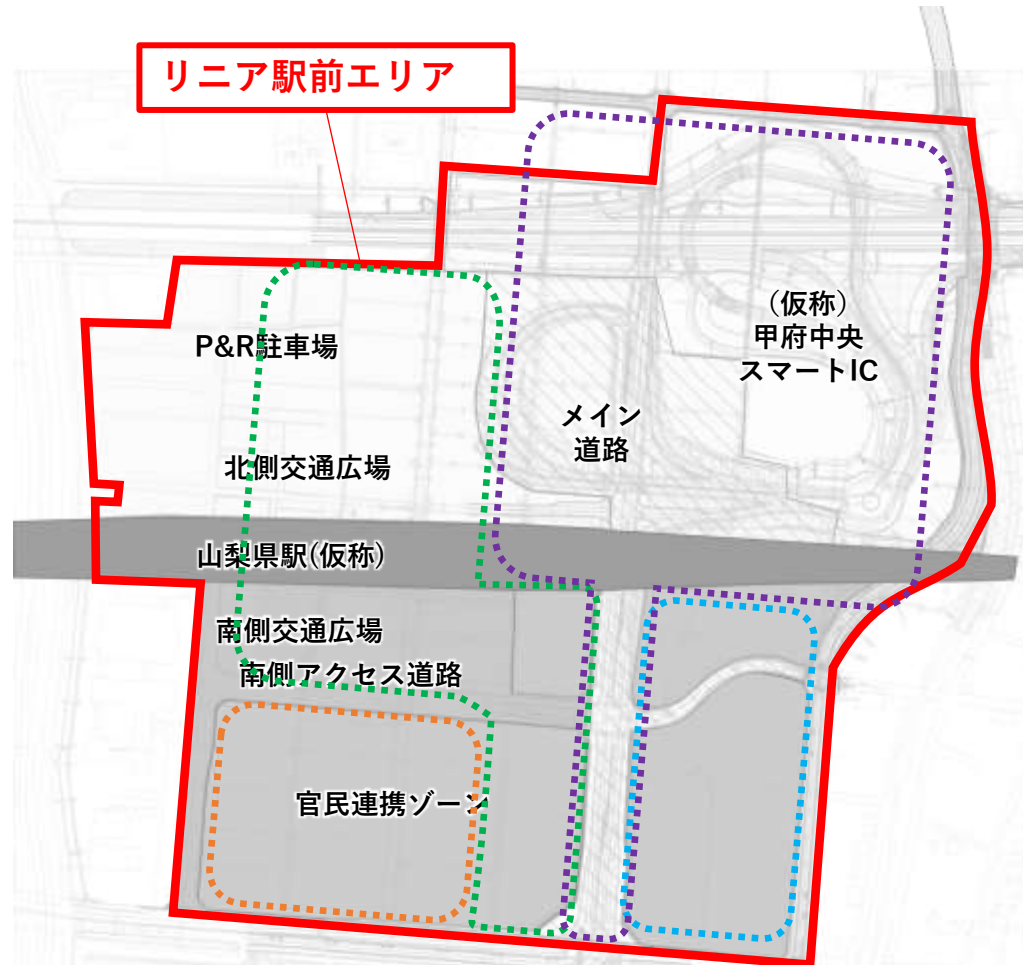 リニア駅前エリア
(仮称)
甲府中央
スマートIC
P&R駐車場
メイン
道路
北側交通広場
山梨県駅(仮称)
南側交通広場
南側アクセス道路
官民連携ゾーン